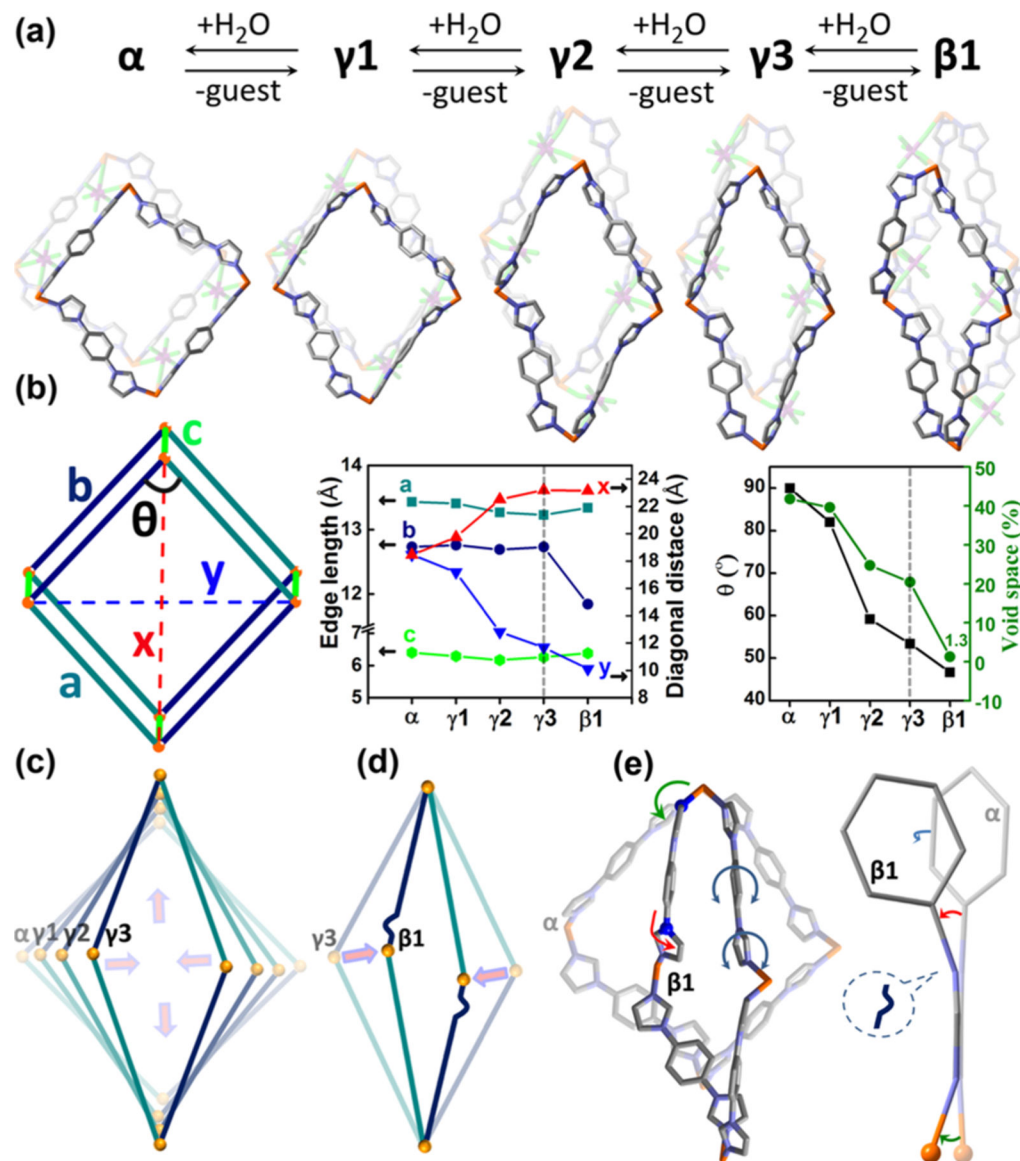 (a)
+H₂O +H₂O +H₂O +H₂O
α γ1 γ2 γ3 β1
-guest -guest -guest -guest
(b)
b c
θ
y
x
a
14 13 12 7 6 5
Edge length (Å)
a
b
c
x
y
24 22 20 18 16 14 12 10 8
Diagonal distace (Å)
α γ1 γ2 γ3 β1
90 80 70 60 50 40
θ (°)
1.3
50 40 30 20 10 0 -10
Void space (%)
α γ1 γ2 γ3 β1
(c)
α γ1 γ2 γ3
(d)
γ3 β1
(e)
α
β1
α
β1